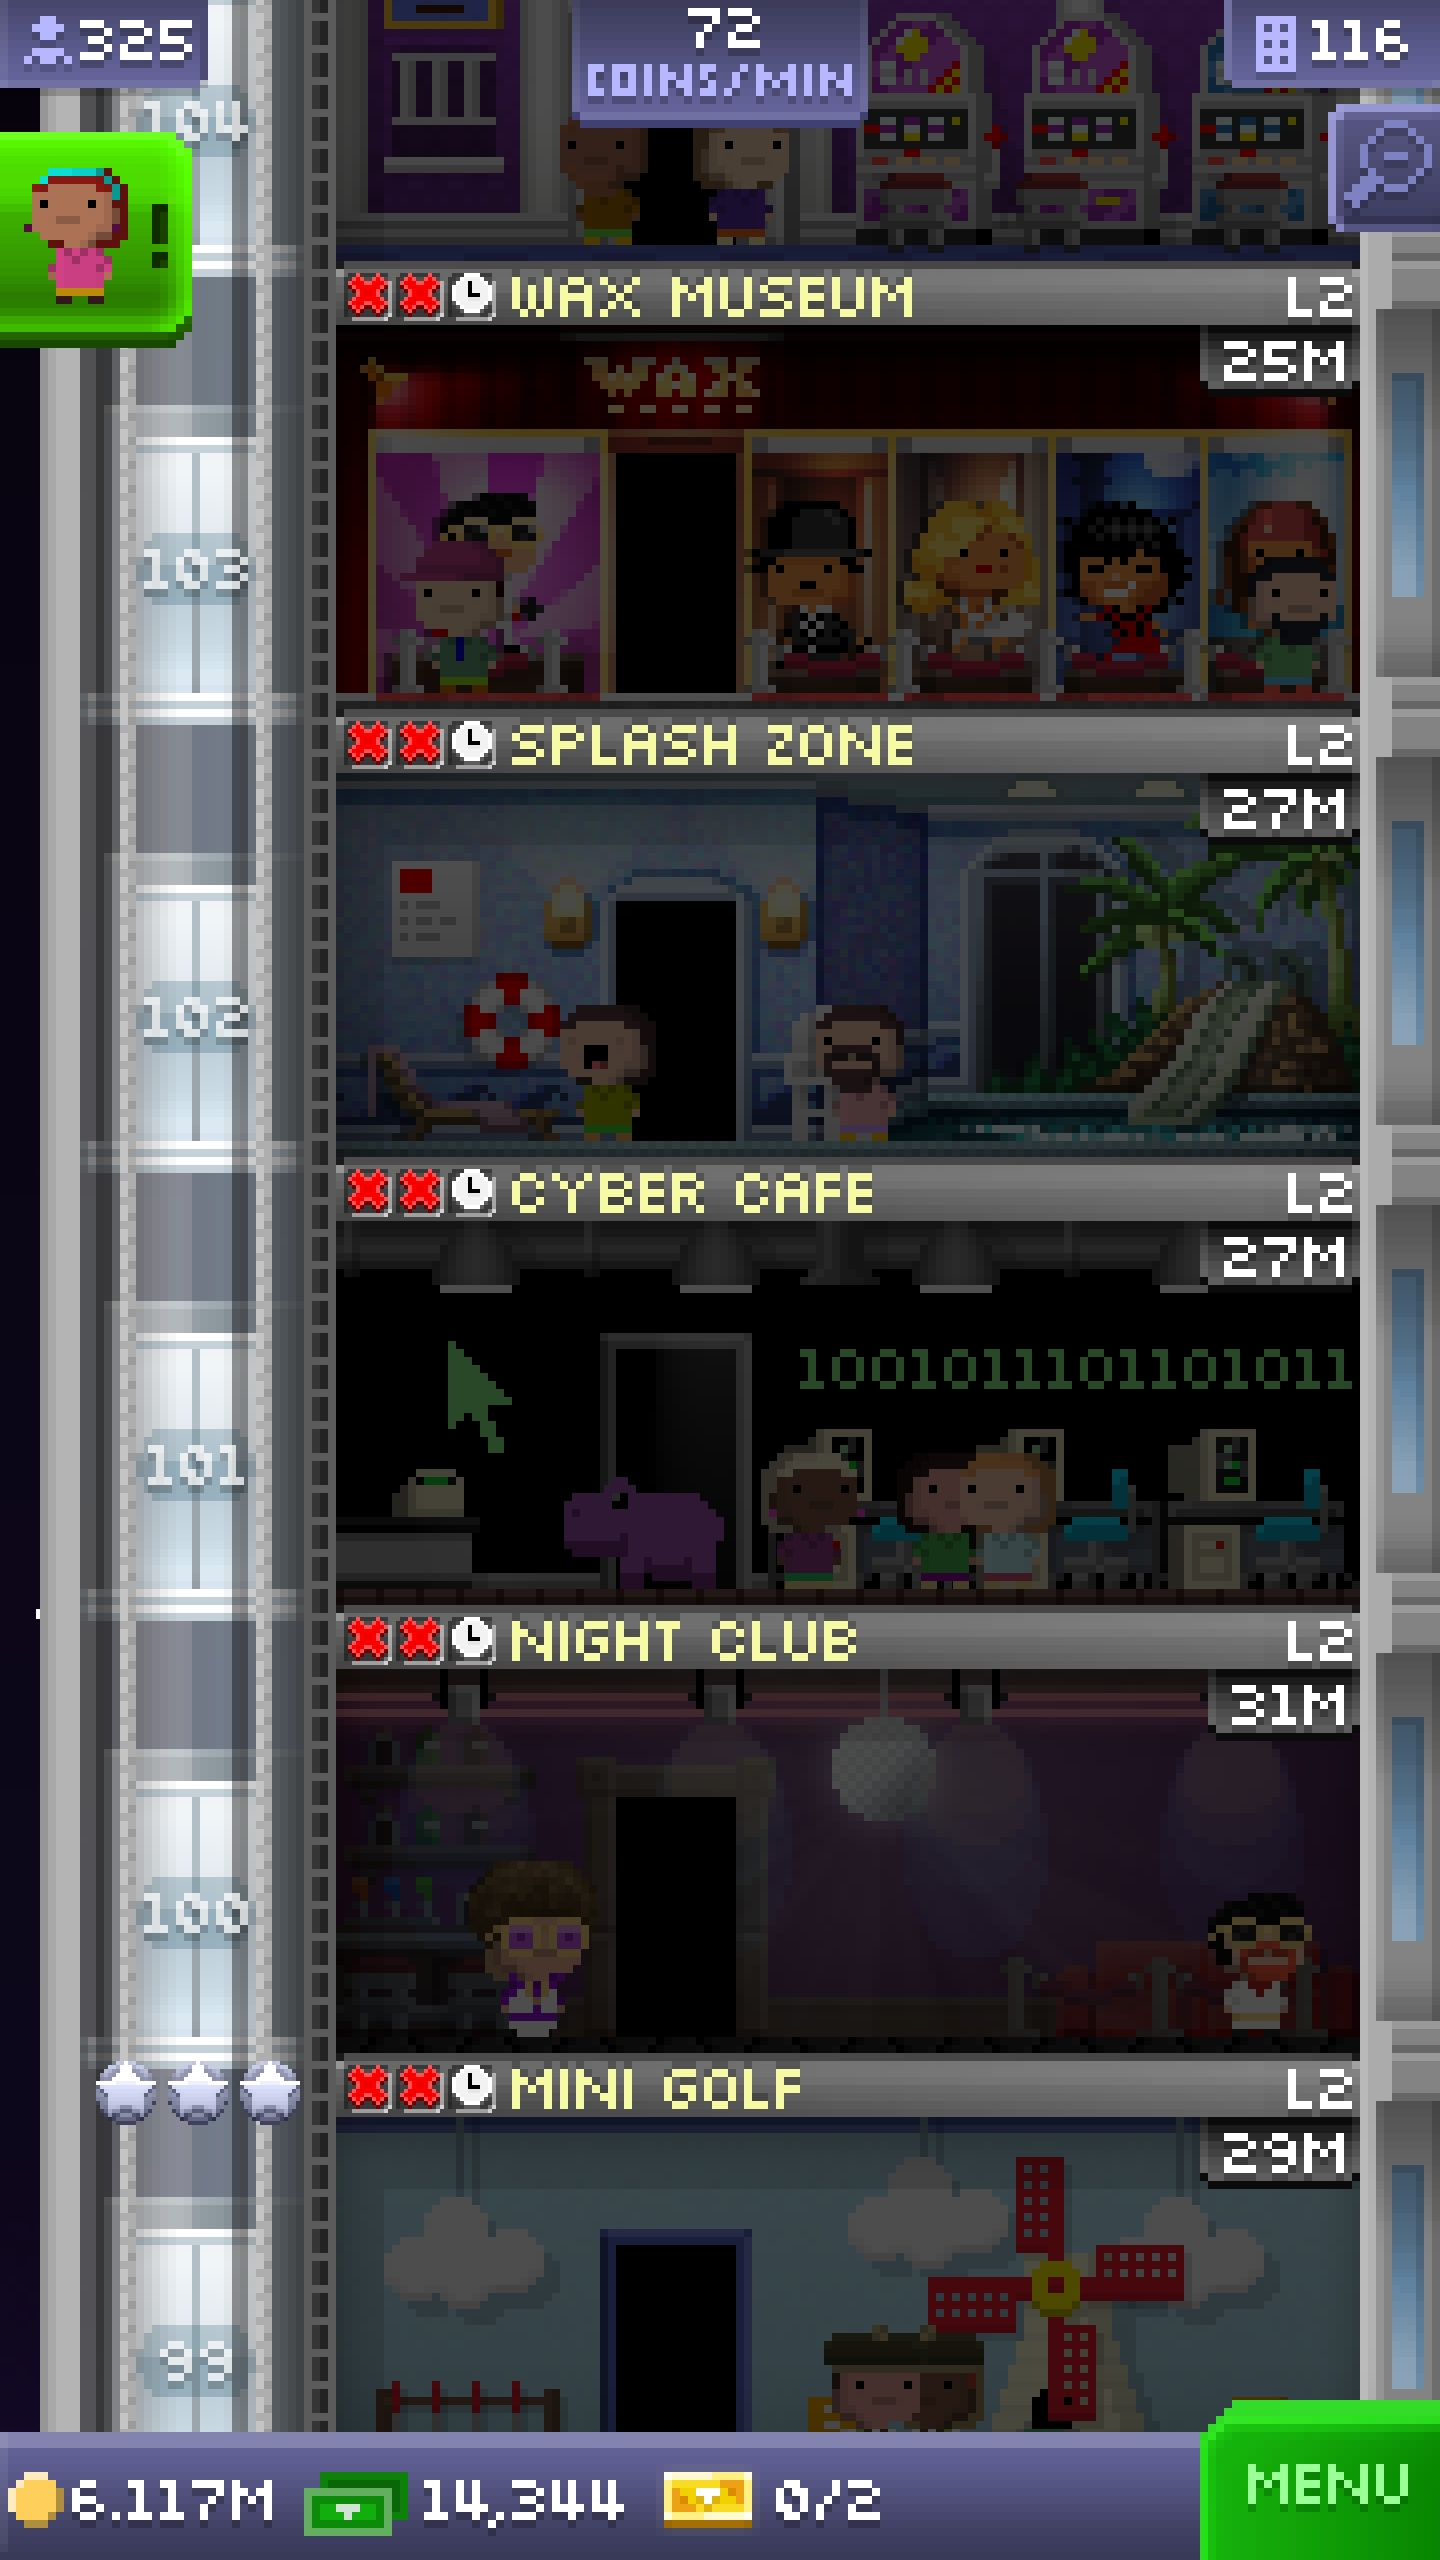 325
72
COINS/MIN
116
104
WAX MUSEUM L2
25M
WAX
103
SPLASH ZONE L2
27M
102
CYBER CAFE L2
27M
1001011101101011
101
NIGHT CLUB L2
31M
100
MINI GOLF L2
29M
99
6.117M 14,344 0/2
MENU